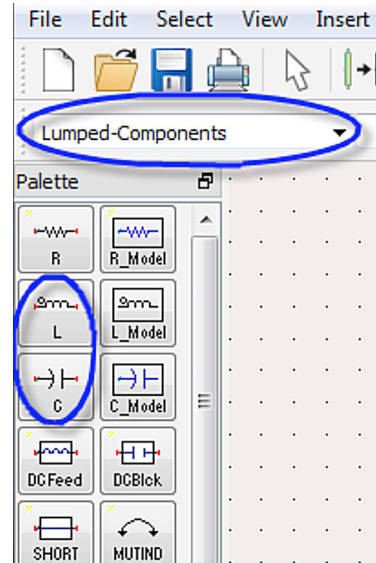 File Edit Select View Insert
Lumped-Components
Palette
R R_Model
L L_Model
C C_Model
DCFeed DCBlck
SHORT MUTIND